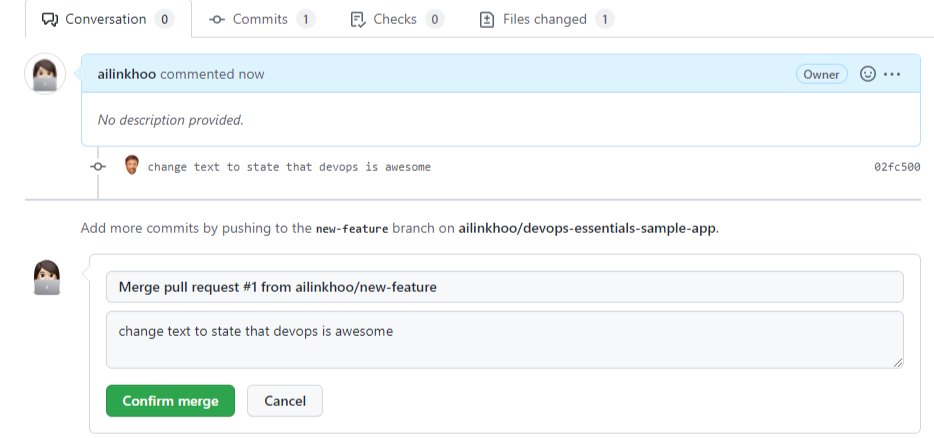 Conversation 0 Commits 1 Checks 0 Files changed 1
ailinkhoo commented now Owner
No description provided.
change text to state that devops is awesome 02fc500
Add more commits by pushing to the new-feature branch on ailinkhoo/devops-essentials-sample-app.
Merge pull request #1 from ailinkhoo/new-feature
change text to state that devops is awesome
Confirm merge Cancel